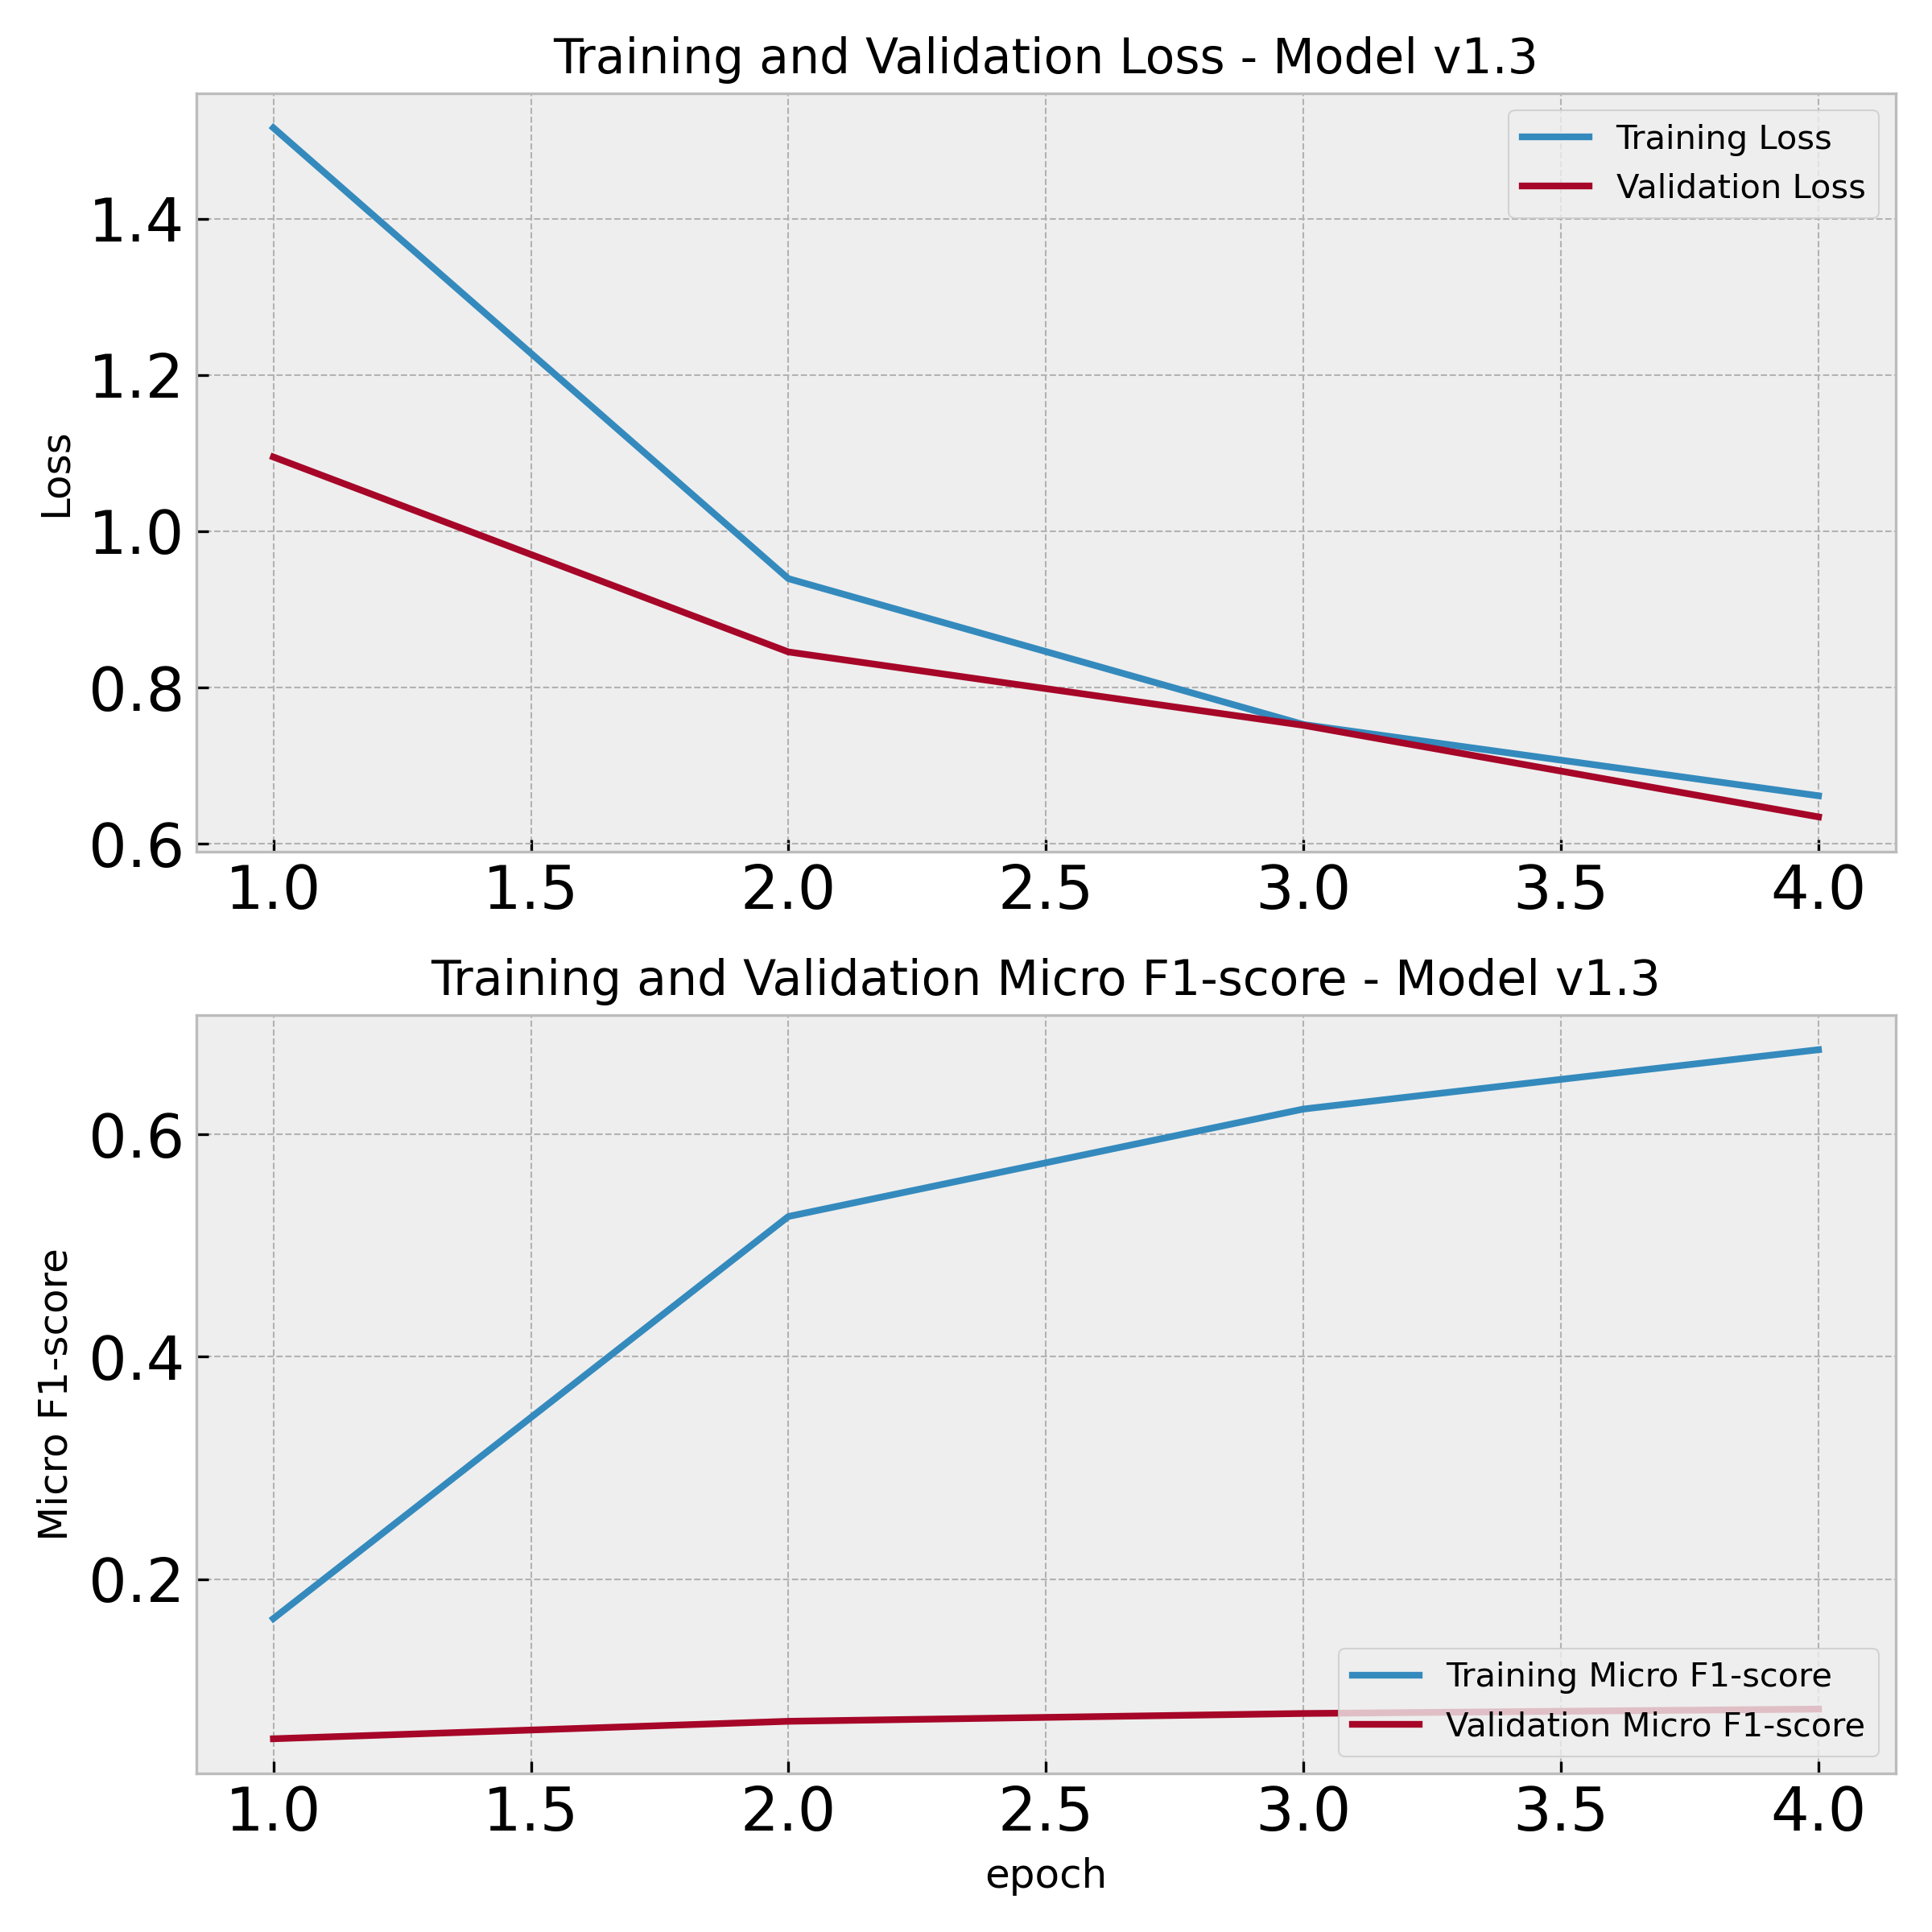 Training and Validation Loss - Model v1.3
Training Loss
Validation Loss
1.4
1.2
1.0
0.8
0.6
Loss
1.0 1.5 2.0 2.5 3.0 3.5 4.0
Training and Validation Micro F1-score - Model v1.3
0.6
0.4
0.2
Micro F1-score
Training Micro F1-score
Validation Micro F1-score
1.0 1.5 2.0 2.5 3.0 3.5 4.0
epoch